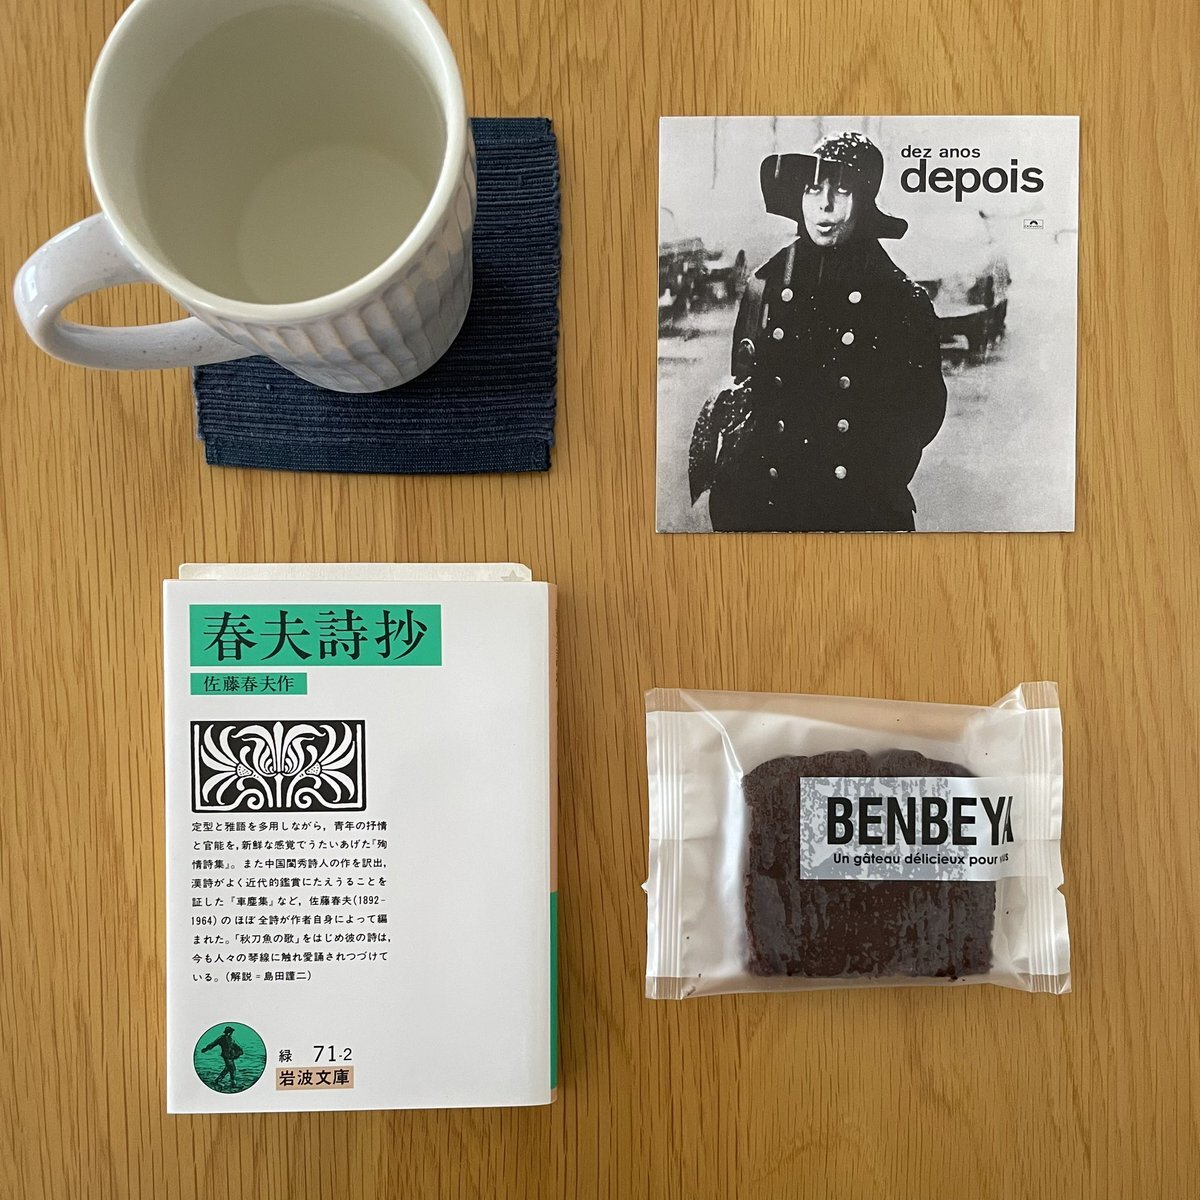 dez anos
depois
春夫詩抄
佐藤春夫作
定型と雅語を多用しながら，青年の抒情
と官能を，新鮮な感覚でうたいあげた『殉
情詩集』。また中国閨秀詩人の作を訳出，
漢詩がよく近代的鑑賞にたえうることを
証した『車塵集』など，佐藤春夫(1892-
1964)のほぼ全詩が作者自身によって編
まれた。「秋刀魚の歌」をはじめ彼の詩は，
今も人々の琴線に触れ愛誦されつづけて
いる。(解説＝島田謹二)
緑 71-2
岩波文庫
BENBEYA
Un gâteau délicieux pour vous